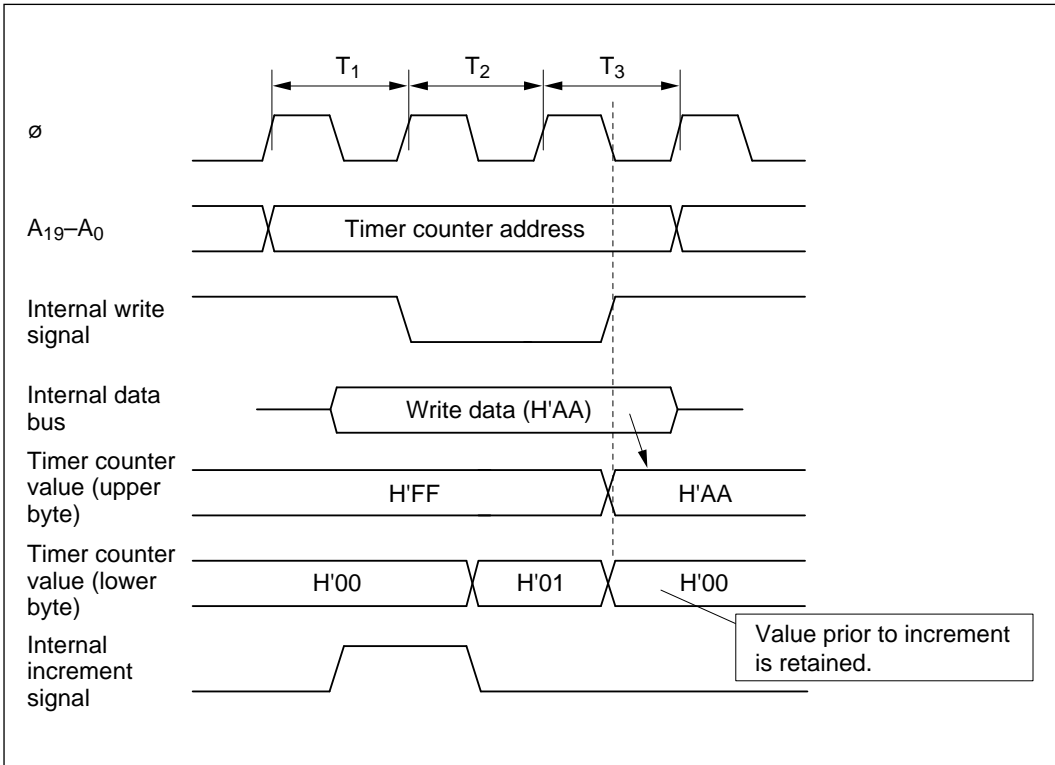 T₁ T₂ T₃
ø
A₁₉–A₀ Timer counter address
Internal write
signal
Internal data
bus
Write data (H'AA)
Timer counter
value (upper
byte)
H'FF H'AA
Timer counter
value (lower
byte)
H'00 H'01 H'00
Value prior to increment
is retained.
Internal
increment
signal